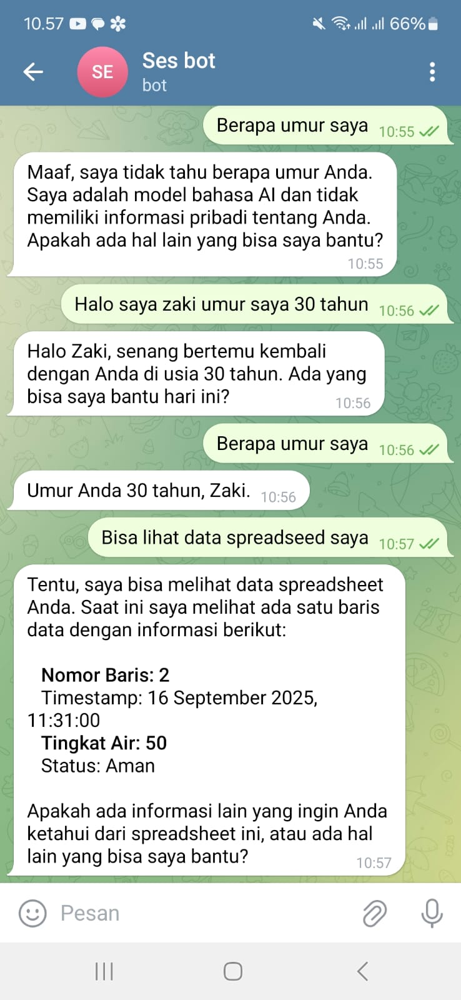 10.57
66%
SE
Ses bot
bot
Berapa umur saya 10:55
Maaf, saya tidak tahu berapa umur Anda.
Saya adalah model bahasa AI dan tidak
memiliki informasi pribadi tentang Anda.
Apakah ada hal lain yang bisa saya bantu?
10:55
Halo saya zaki umur saya 30 tahun 10:56
Halo Zaki, senang bertemu kembali
dengan Anda di usia 30 tahun. Ada yang
bisa saya bantu hari ini? 10:56
Berapa umur saya 10:56
Umur Anda 30 tahun, Zaki. 10:56
Bisa lihat data spreadseed saya 10:57
Tentu, saya bisa melihat data spreadsheet
Anda. Saat ini saya melihat ada satu baris
data dengan informasi berikut:
Nomor Baris: 2
Timestamp: 16 September 2025,
11:31:00
Tingkat Air: 50
Status: Aman
Apakah ada informasi lain yang ingin Anda
ketahui dari spreadsheet ini, atau ada hal
lain yang bisa saya bantu? 10:57
Pesan